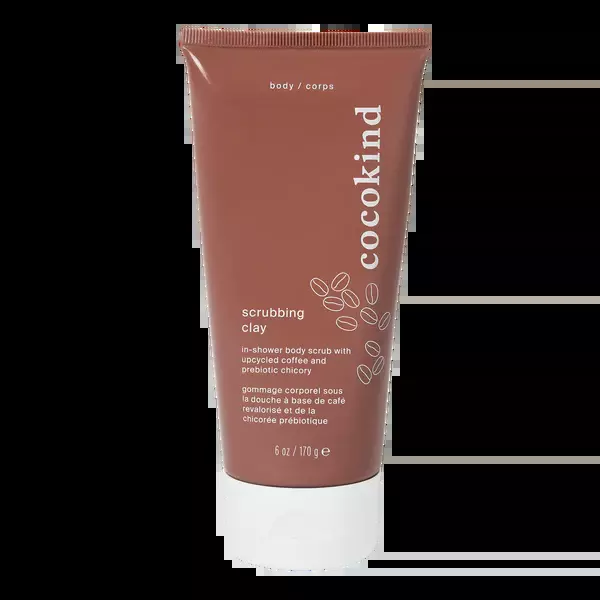 body / corps
cocokind
scrubbing
clay
in-shower body scrub with
upcycled coffee and
prebiotic chicory
gommage corporel sous
la douche à base de café
revalorisé et de la
chicorée prébiotique
6 oz / 170 g ℮